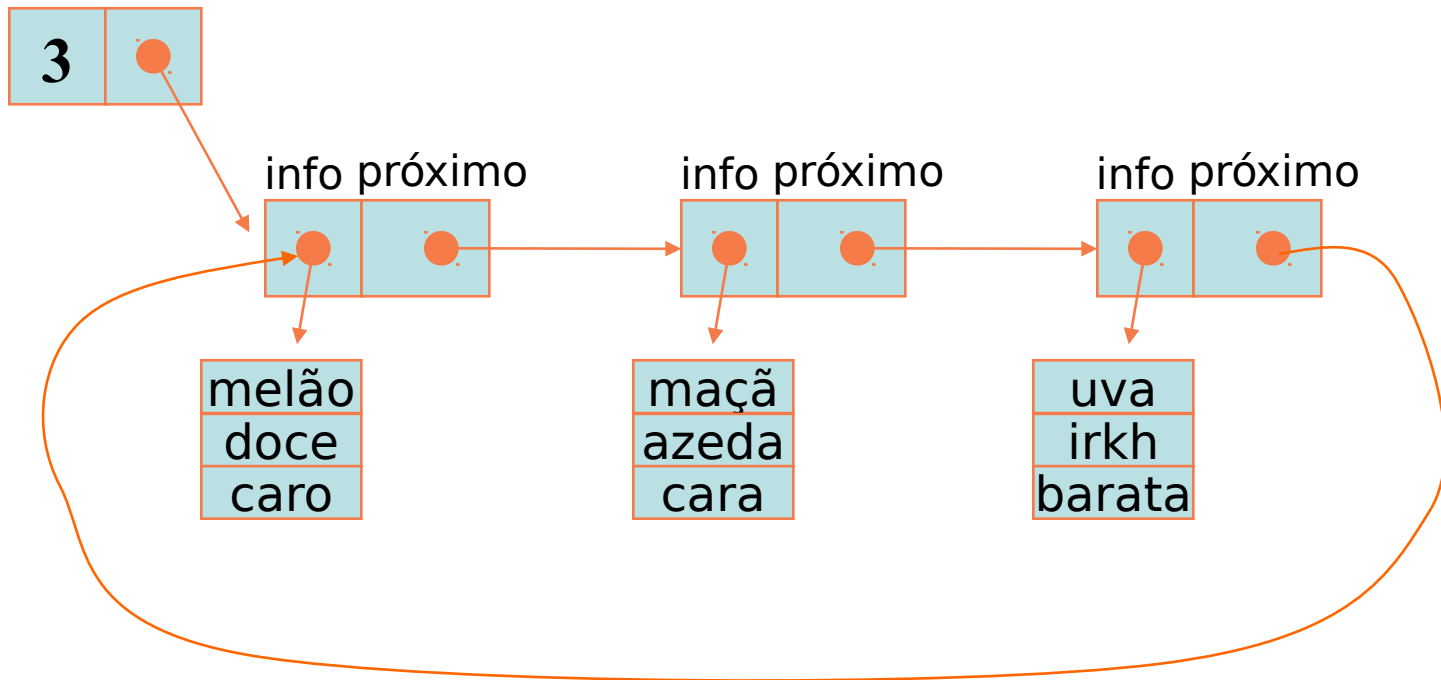 3
info próximo info próximo info próximo
melão maçã uva
doce azeda irkh
caro cara barata